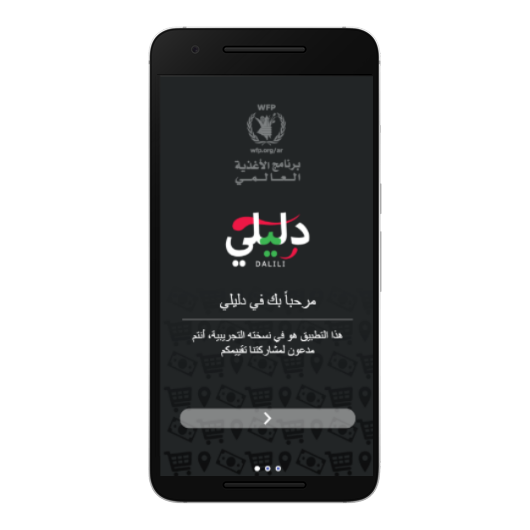 WFP
wfp.org/ar
برنامج الأغذية
العالمي
دليلي
DALILI
مرحباً بك في دليلي
هذا التطبيق هو في نسخته التجريبية، أنتم
مدعون لمشاركتنا تقييمكم